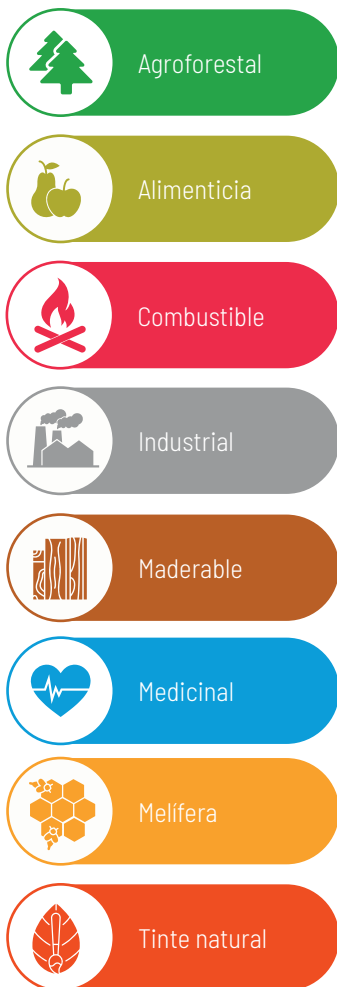 Agroforestal
Alimenticia
Combustible
Industrial
Maderable
Medicinal
Melífera
Tinte natural